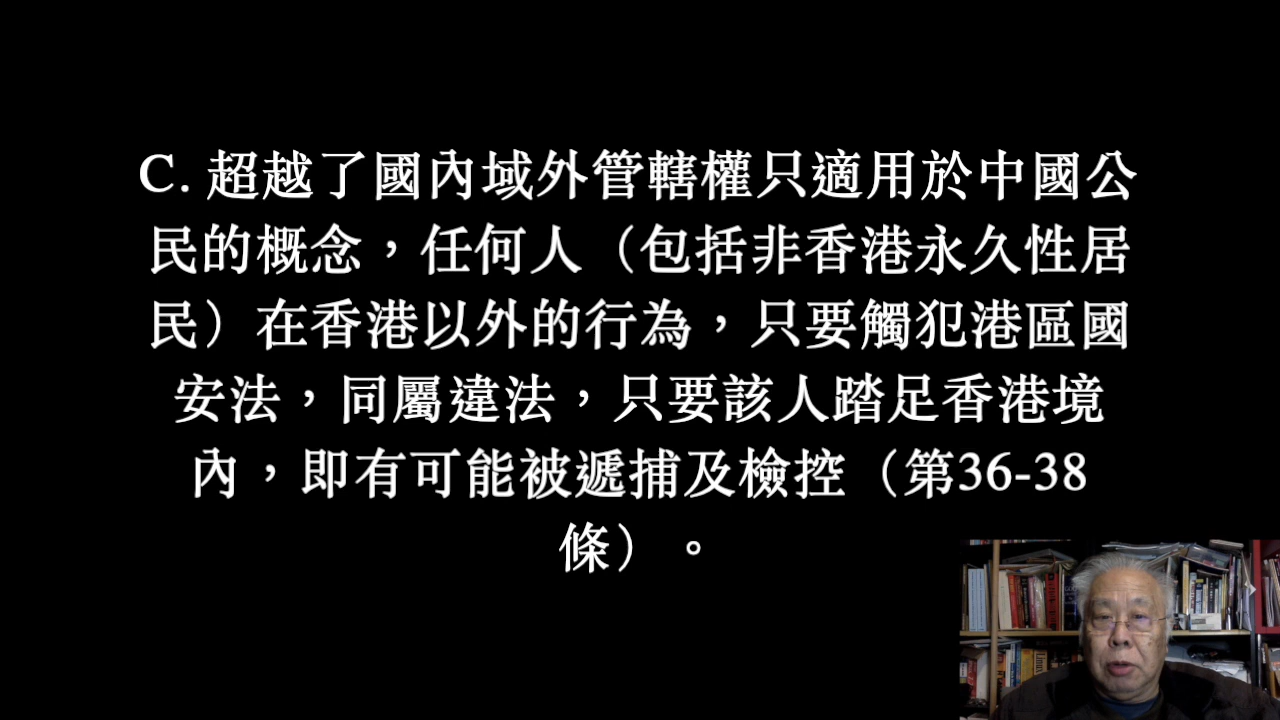 C. 超越了國內域外管轄權只適用於中國公
民的概念，任何人（包括非香港永久性居
民）在香港以外的行為，只要觸犯港區國
安法，同屬違法，只要該人踏足香港境
內，即有可能被遞捕及檢控（第36-38
條）。